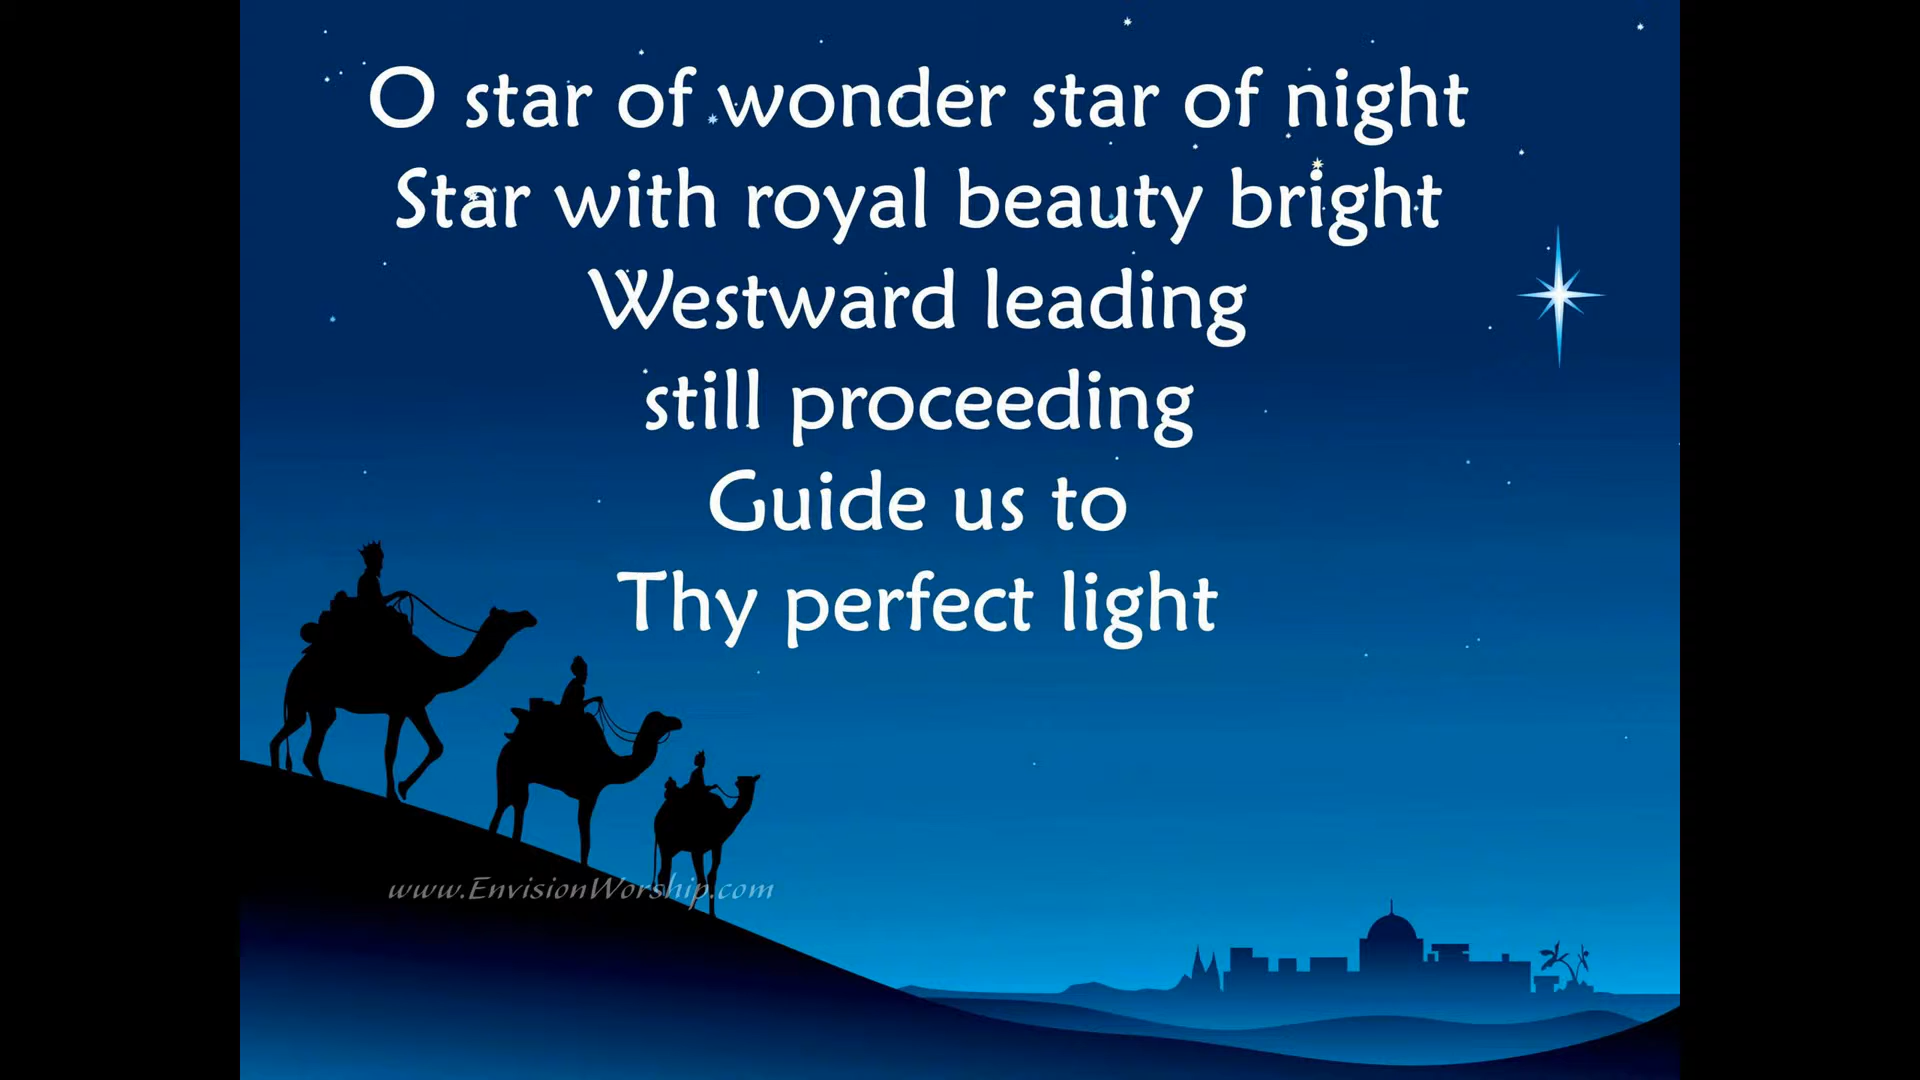 O star of wonder star of night
Star with royal beauty bright
Westward leading
still proceeding
Guide us to
Thy perfect light
www.EnvisionWorship.com